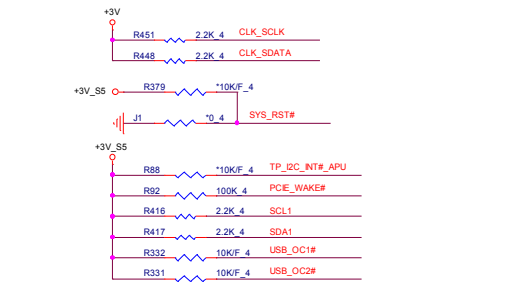 +3V
R451 2.2K_4 CLK_SCLK
R448 2.2K_4 CLK_SDATA
+3V_S5 R379 *10K/F_4
J1 *0_4 SYS_RST#
+3V_S5
R88 *10K/F_4 TP_I2C_INT#_APU
R92 100K_4 PCIE_WAKE#
R416 2.2K_4 SCL1
R417 2.2K_4 SDA1
R332 10K/F_4 USB_OC1#
R331 10K/F_4 USB_OC2#